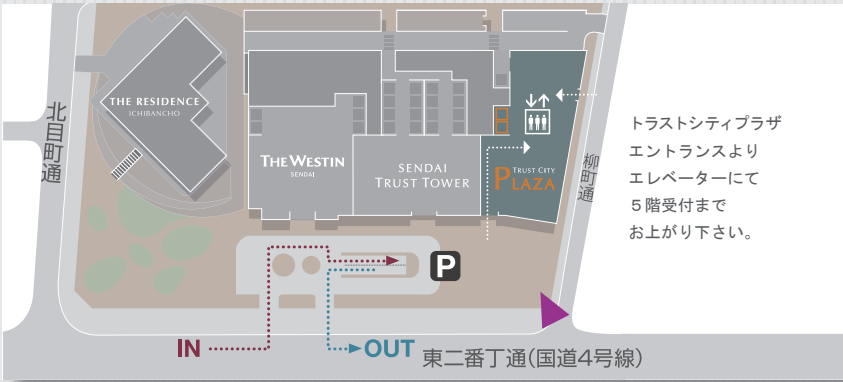 THE RESIDENCE
ICHIBANCHO
北目町通
THE WESTIN
SENDAI
SENDAI
TRUST TOWER
TRUST CITY
PLAZA
柳町通
トラストシティプラザ
エントランスより
エレベーターにて
5階受付まで
お上がり下さい。
P
IN
OUT
東二番丁通(国道4号線)